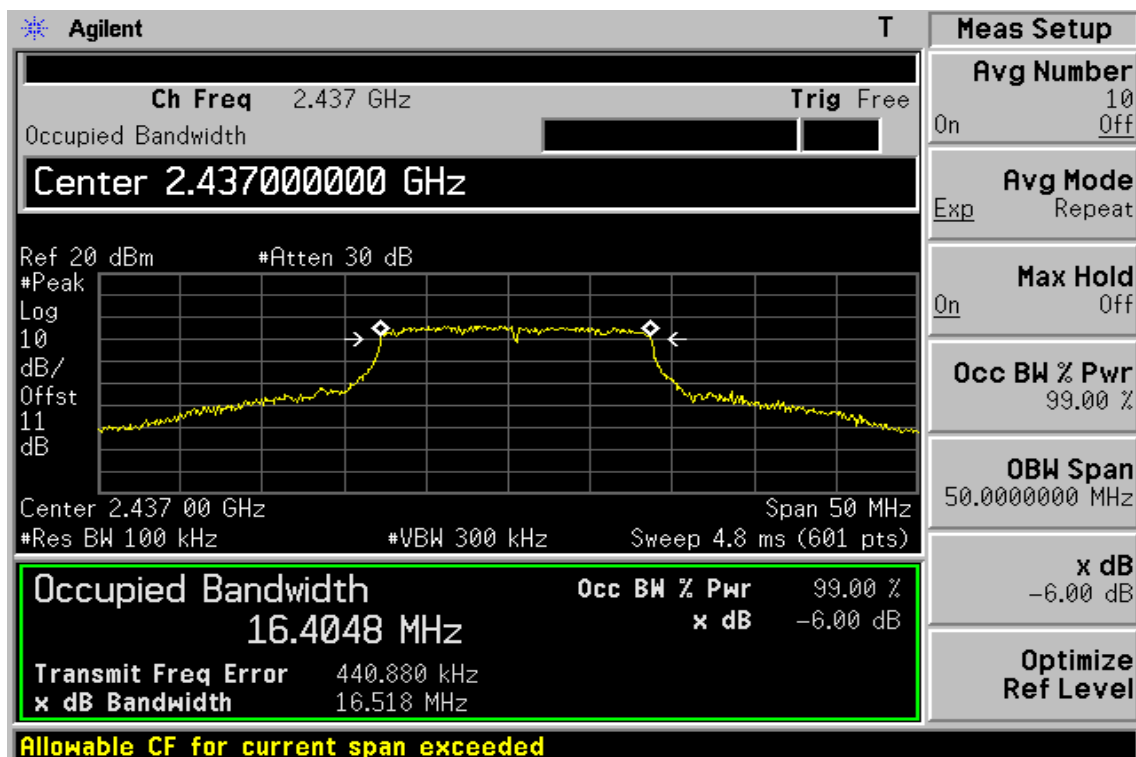 Agilent T
Ch Freq 2.437 GHz Trig Free
Occupied Bandwidth
Center 2.437000000 GHz
Ref 20 dBm #Atten 30 dB
#Peak
Log
10
dB/
Offst
11
dB
Center 2.437 00 GHz Span 50 MHz
#Res BW 100 kHz #VBW 300 kHz Sweep 4.8 ms (601 pts)
Occupied Bandwidth Occ BW % Pwr 99.00 %
16.4048 MHz x dB -6.00 dB
Transmit Freq Error 440.880 kHz
x dB Bandwidth 16.518 MHz
Allowable CF for current span exceeded
Meas Setup
Avg Number
10
On Off
Avg Mode
Exp Repeat
Max Hold
On Off
Occ BW % Pwr
99.00 %
OBW Span
50.0000000 MHz
x dB
-6.00 dB
Optimize
Ref Level